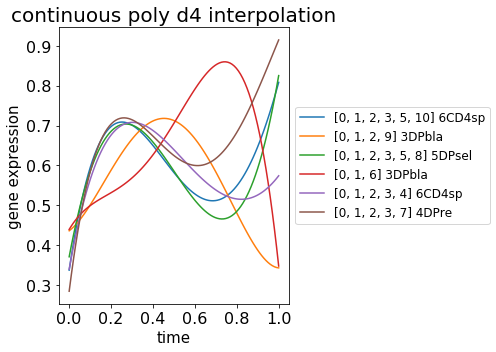 continuous poly d4 interpolation
gene expression
0.9
0.8
0.7
0.6
0.5
0.4
0.3
0.0 0.2 0.4 0.6 0.8 1.0
time
[0, 1, 2, 3, 5, 10] 6CD4sp
[0, 1, 2, 9] 3DPbla
[0, 1, 2, 3, 5, 8] 5DPsel
[0, 1, 6] 3DPbla
[0, 1, 2, 3, 4] 6CD4sp
[0, 1, 2, 3, 7] 4DPre